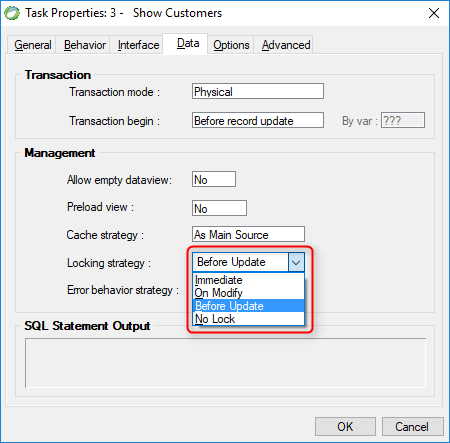 Task Properties: 3 - Show Customers
General Behavior Interface Data Options Advanced
Transaction
Transaction mode : Physical
Transaction begin : Before record update By var : ???
Management
Allow empty dataview: No
Preload view : No
Cache strategy : As Main Source
Locking strategy : Before Update
Immediate
On Modify
Error behavior strategy :
Before Update
No Lock
SQL Statement Output
OK Cancel